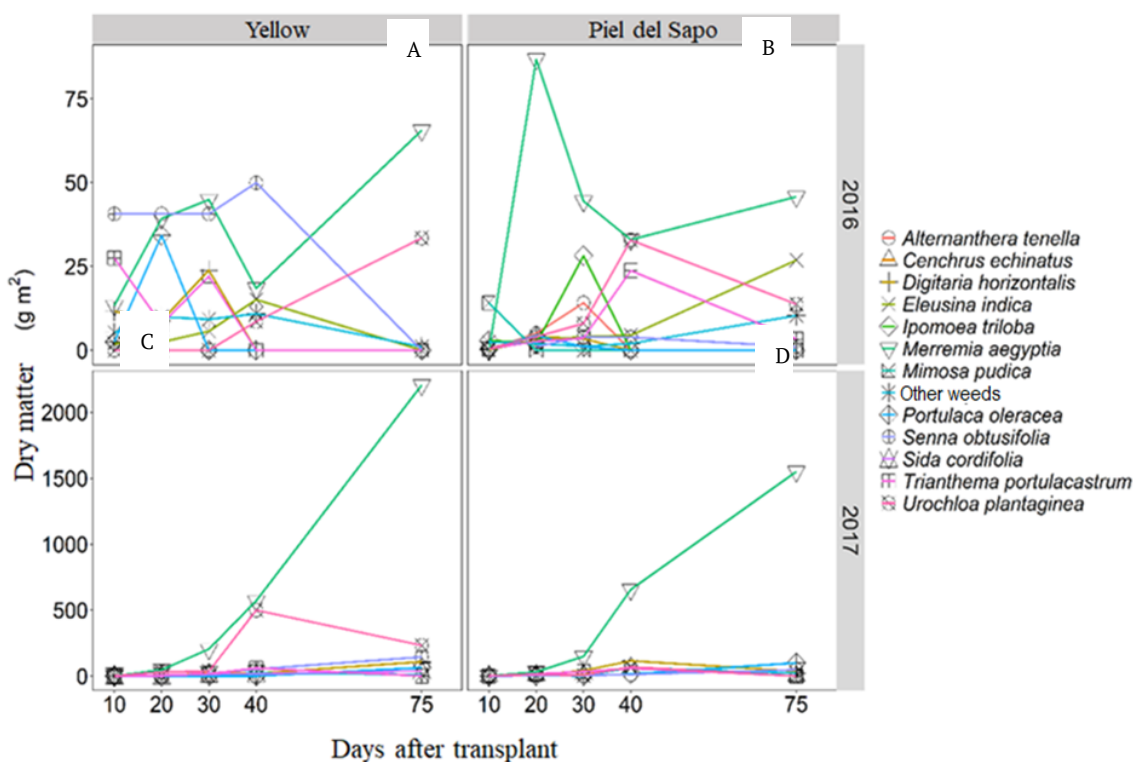 Yellow
Piel del Sapo
A
B
75
50
25
0
2016
C
D
Dry matter (g m²)
2000
1500
1000
500
0
2017
10 20 30 40 75
10 20 30 40 75
Days after transplant
Alternanthera tenella
Cenchrus echinatus
Digitaria horizontalis
Eleusina indica
Ipomoea triloba
Merremia aegyptia
Mimosa pudica
Other weeds
Portulaca oleracea
Senna obtusifolia
Sida cordifolia
Trianthema portulacastrum
Urochloa plantaginea